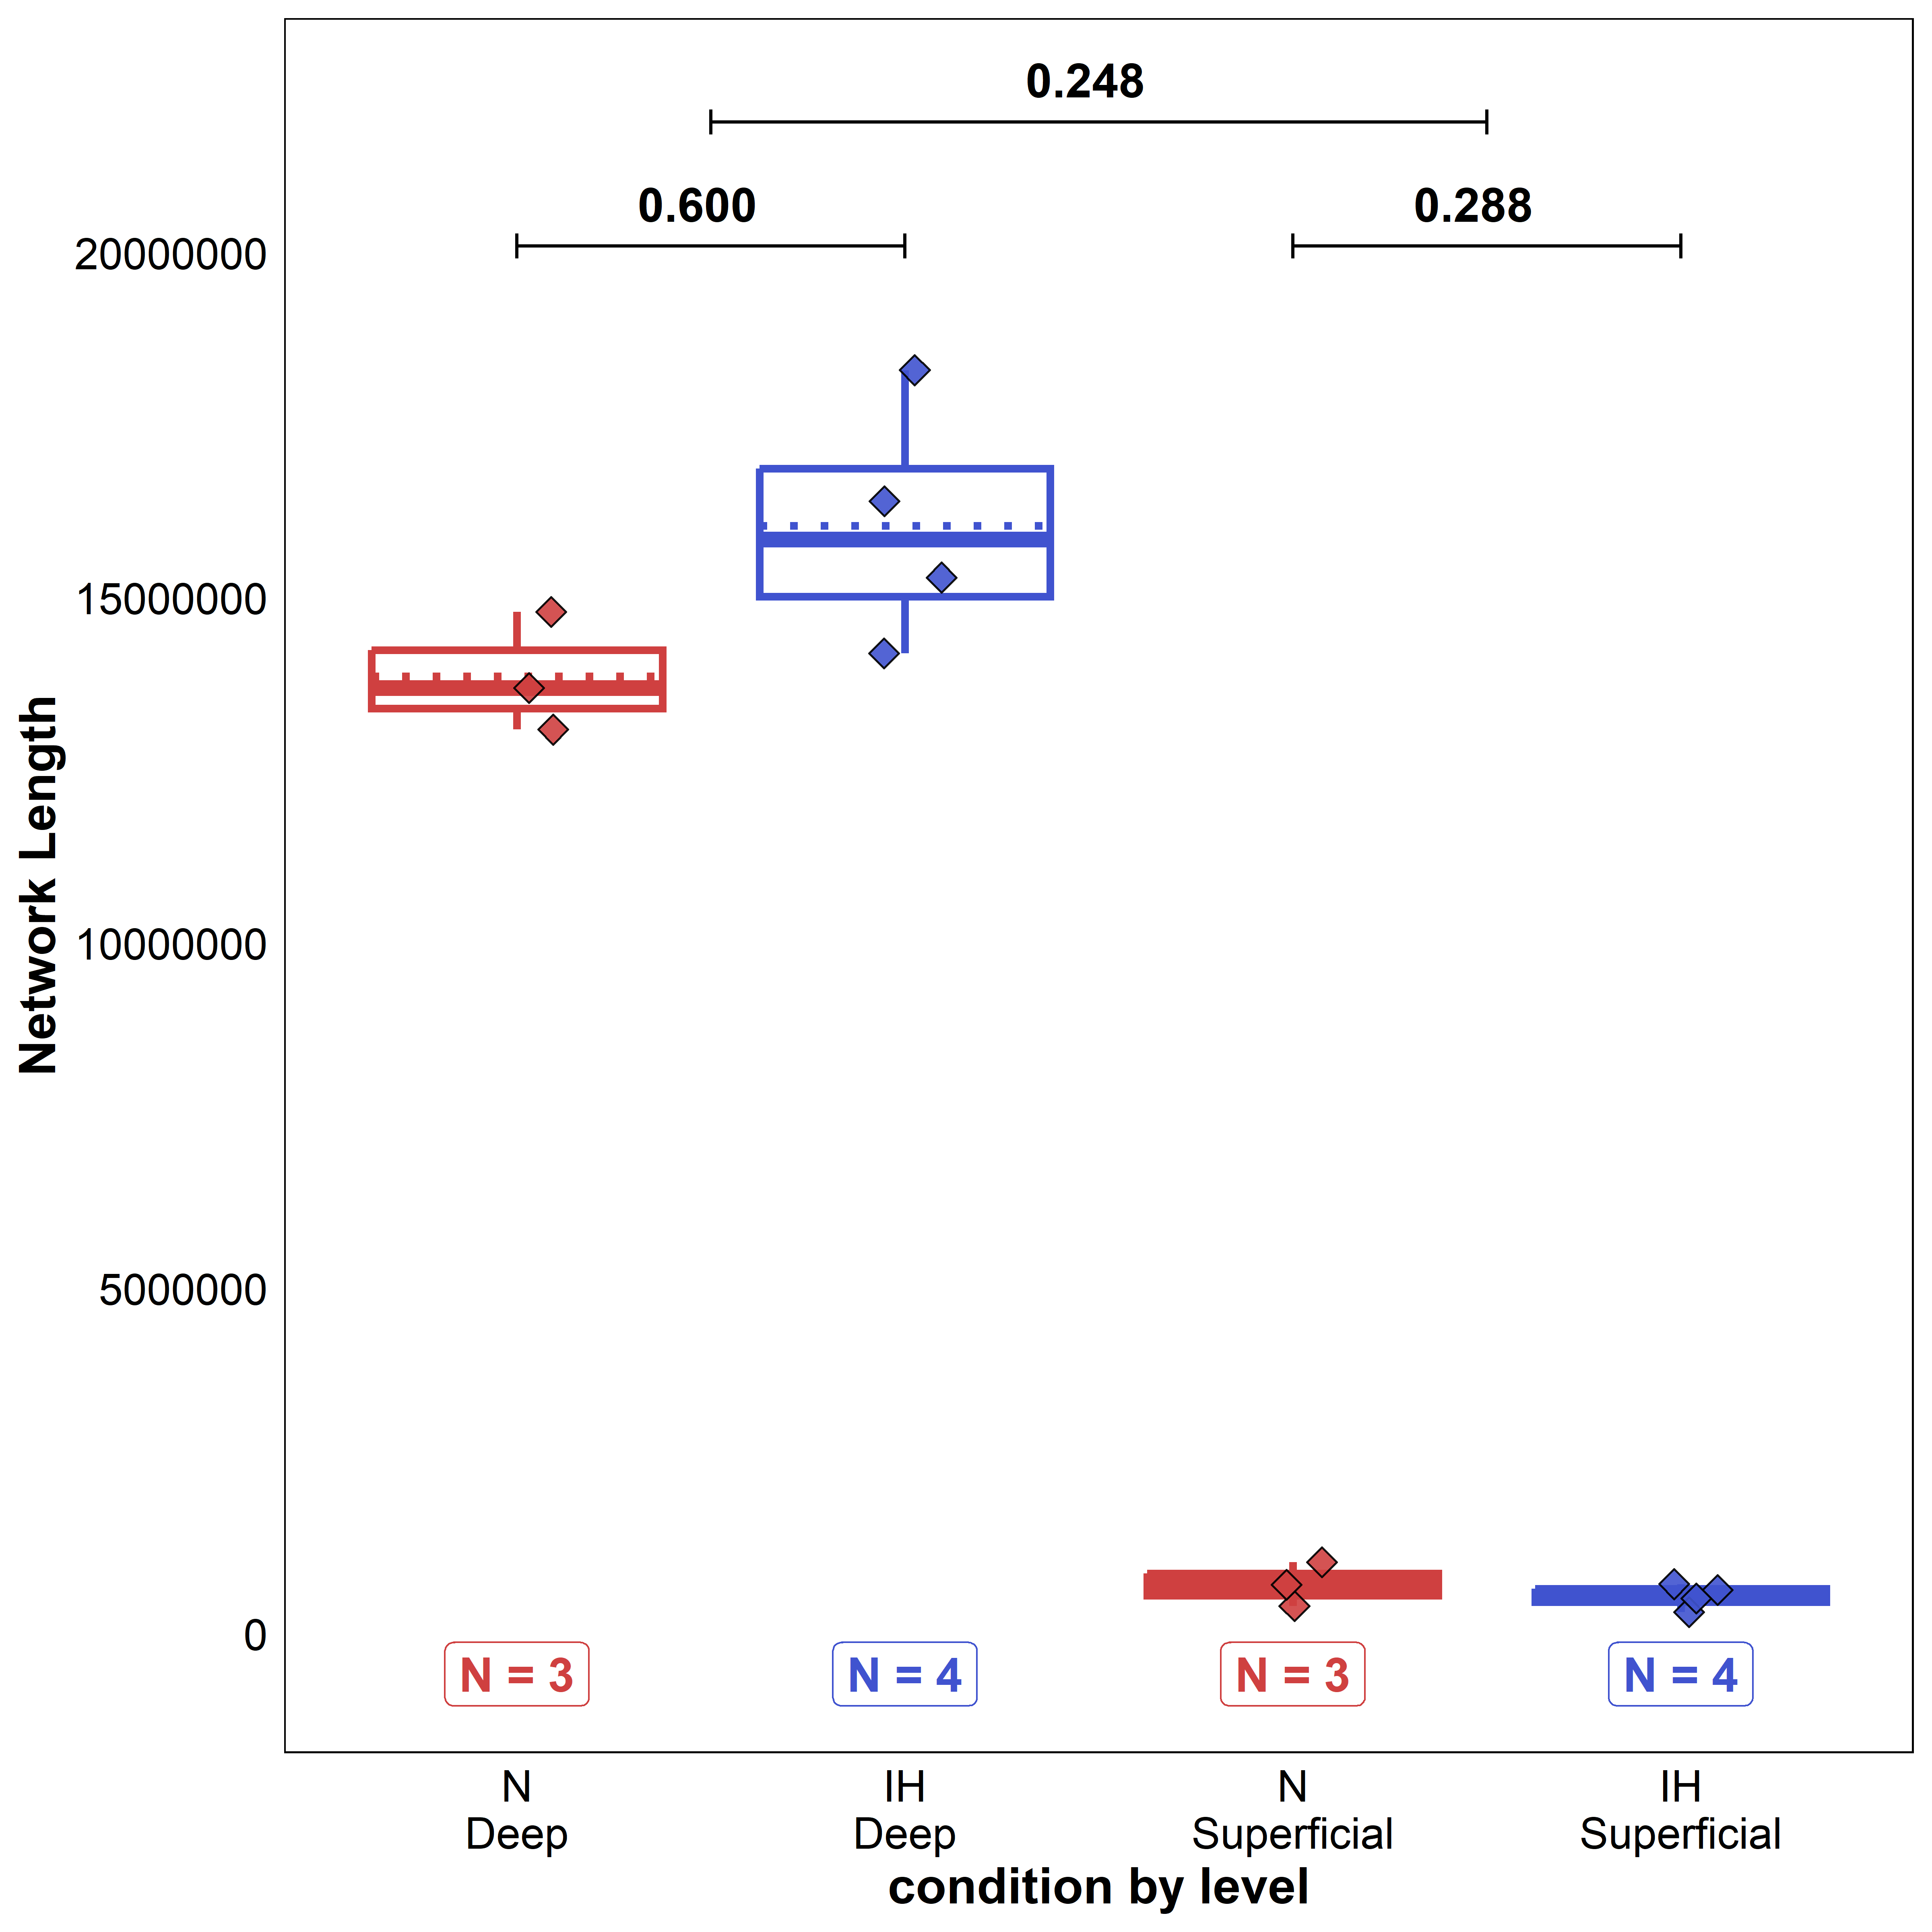 0.248
0.600
0.288
20000000
15000000
10000000
5000000
0
Network Length
N = 3
N = 4
N = 3
N = 4
N
Deep
IH
Deep
N
Superficial
IH
Superficial
condition by level